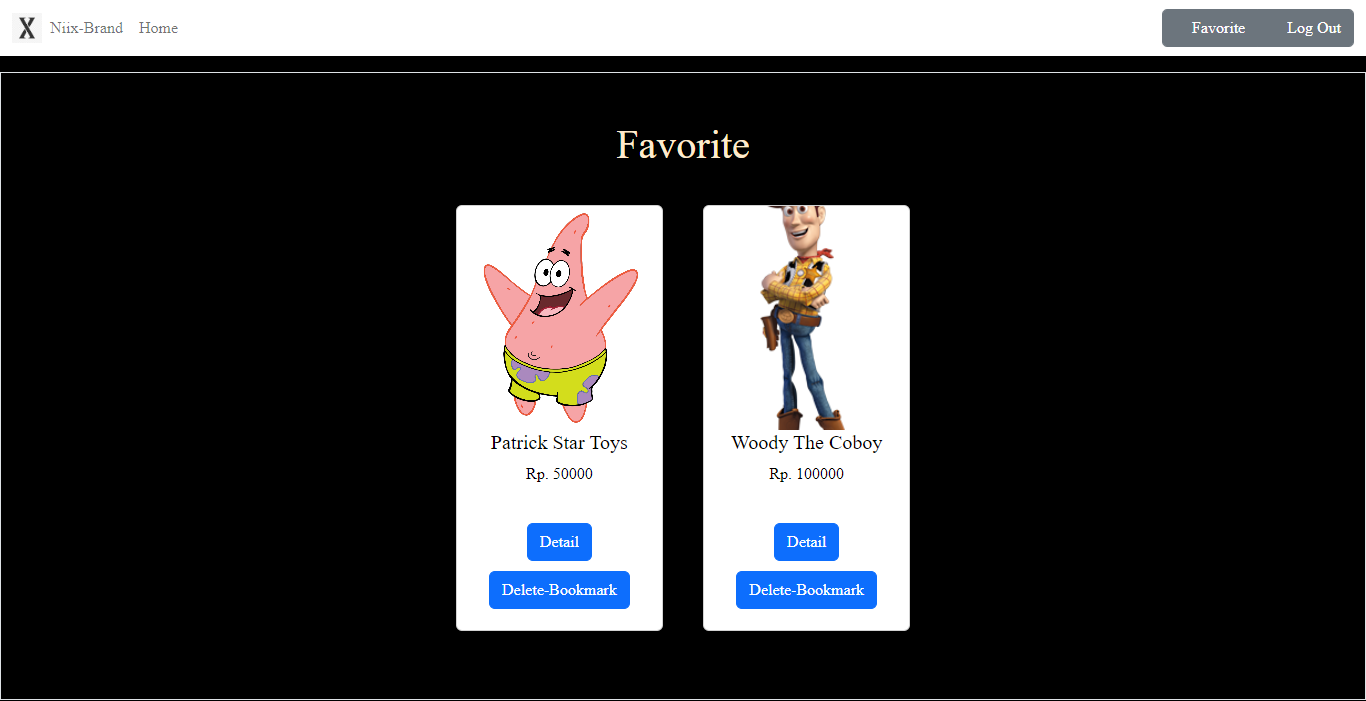 X Niix-Brand Home Favorite Log Out
Favorite
Patrick Star Toys
Rp. 50000
Detail
Delete-Bookmark
Woody The Coboy
Rp. 100000
Detail
Delete-Bookmark